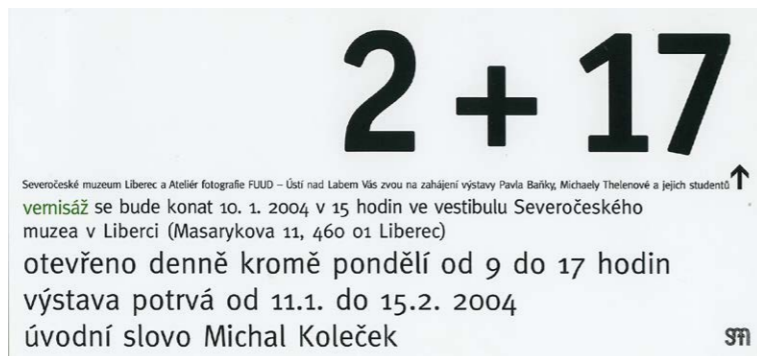 2 + 17
Severočeské muzeum Liberec a Ateliér fotografie FUUD – Ústí nad Labem Vás zvou na zahájení výstavy Pavla Baňky, Michaely Thelenové a jejich studentů ↑
vernisáž se bude konat 10. 1. 2004 v 15 hodin ve vestibulu Severočeského
muzea v Liberci (Masarykova 11, 460 01 Liberec)
otevřeno denně kromě pondělí od 9 do 17 hodin
výstava potrvá od 11.1. do 15.2. 2004
úvodní slovo Michal Koleček